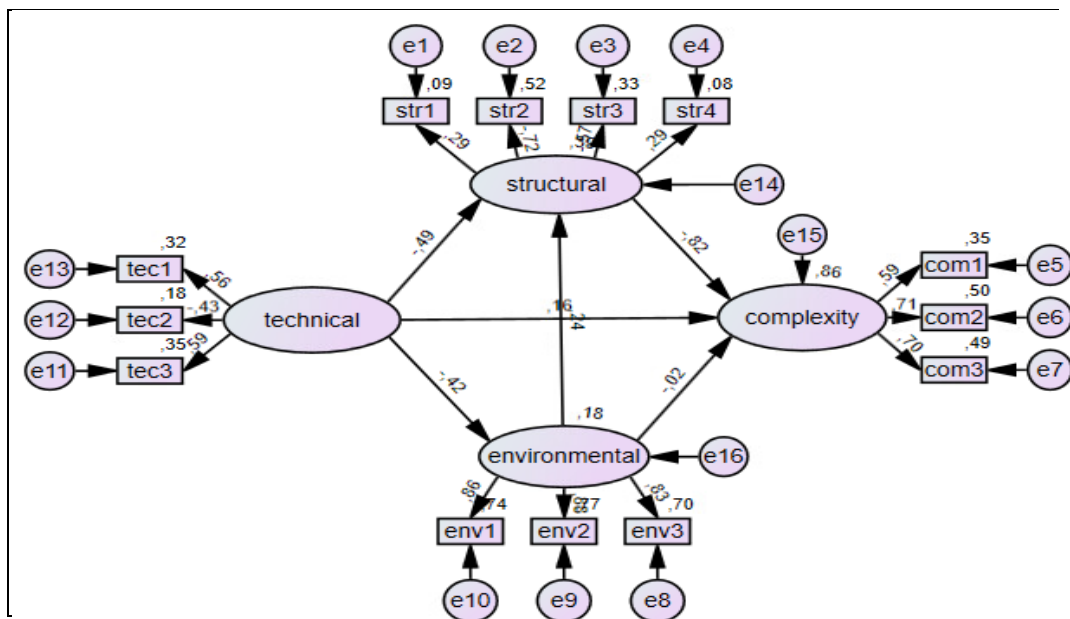 e1 e2 e3 e4
,09 ,52 ,33 ,08
str1 str2 str3 str4
,29 -,72 ,57 ,29
structural
e14
-,49 -,82
e15
,32 ,86 ,35
e13 tec1 ,56 ,59 com1 e5
,18 ,50
e12 tec2 -,43 technical ,16 ,24 complexity ,71 com2 e6
,35 ,49
e11 tec3 ,59 ,70 com3 e7
-,42 -,02
,18
environmental e16
,86 ,83
,74 ,77 ,70
env1 env2 env3
e10 e9 e8